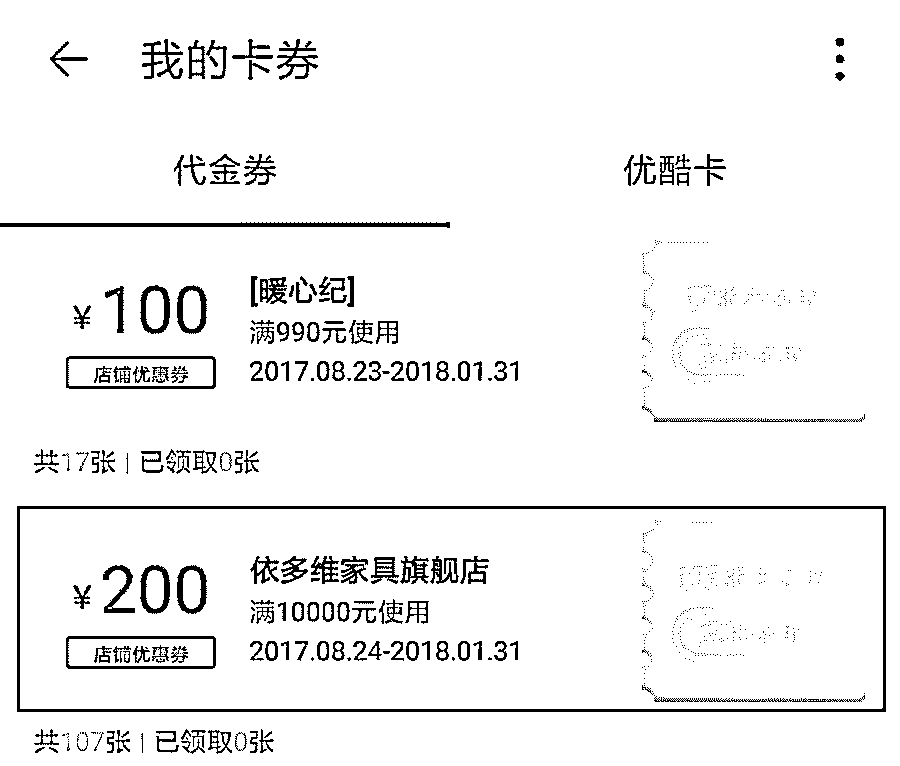 我的卡券
代金券
优酷卡
¥100
店铺优惠券
[暖心纪]
满990元使用
2017.08.23-2018.01.31
共17张 | 已领取0张
¥200
店铺优惠券
依多维家具旗舰店
满10000元使用
2017.08.24-2018.01.31
共107张 | 已领取0张